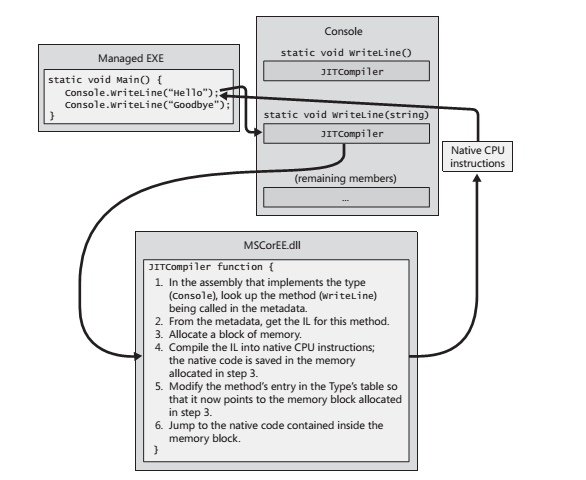 Managed EXE
static void Main() {
Console.WriteLine(“Hello”);
Console.WriteLine(“Goodbye”);
}
Console
static void WriteLine()
JITCompiler
static void WriteLine(string)
JITCompiler
(remaining members)
...
Native CPU
instructions
MSCorEE.dll
JITCompiler function {
1. In the assembly that implements the type
(Console), look up the method (WriteLine)
being called in the metadata.
2. From the metadata, get the IL for this method.
3. Allocate a block of memory.
4. Compile the IL into native CPU instructions;
the native code is saved in the memory
allocated in step 3.
5. Modify the method’s entry in the Type’s table so
that it now points to the memory block allocated
in step 3.
6. Jump to the native code contained inside the
memory block.
}